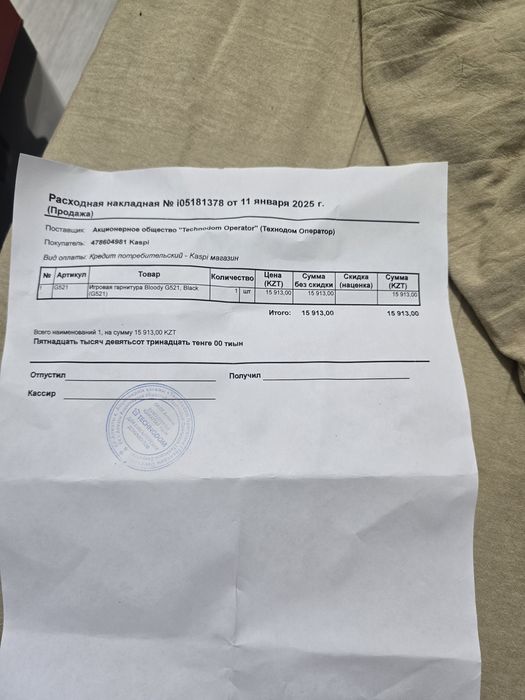 Расходная накладная № i05181378 от 11 января 2025 г.
(Продажа)
Поставщик: Акционерное общество "Technodom Operator" (Технодом Оператор)
Покупатель: 478604981 Kaspi
Вид оплаты: Кредит потребительский - Kaspi магазин
№ Артикул Товар Количество Цена (KZT) Сумма без скидки Скидка (наценка) Сумма (KZT)
1 G521 Игровая гарнитура Bloody G521, Black (G521) 1 шт 15 913,00 15 913,00 15 913,00
Итого: 15 913,00 15 913,00
Всего наименований 1, на сумму 15 913,00 KZT
Пятнадцать тысяч девятьсот тринадцать тенге 00 тиын
Отпустил Получил
Кассир
TECHNODOM